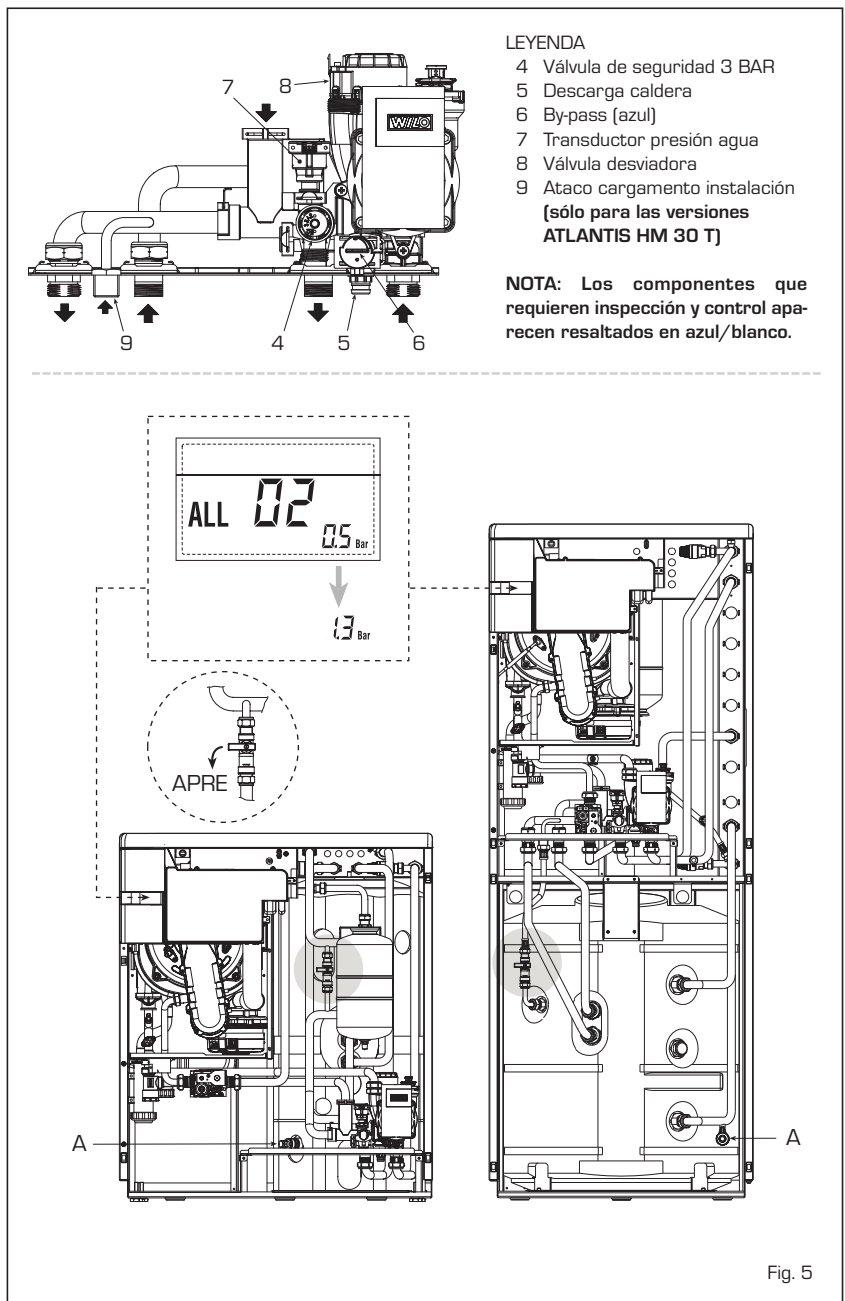 LEYENDA
4 Válvula de seguridad 3 BAR
5 Descarga caldera
6 By-pass (azul)
7 Transductor presión agua
8 Válvula desviadora
9 Ataco cargamento instalación
(sólo para las versiones
ATLANTIS HM 30 T)
NOTA: Los componentes que
requieren inspección y control apa-
recen resaltados en azul/blanco.
7
8
WILO
9
4
5
6
ALL 02
0.5 Bar
1.3 Bar
APRE
A
A
Fig. 5